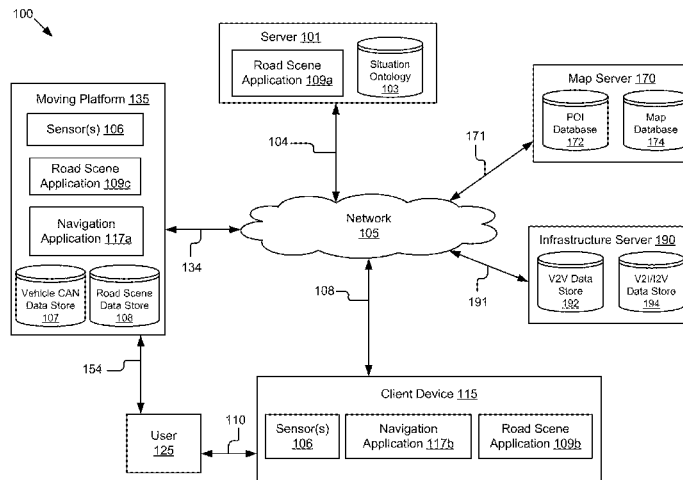 100
Server 101
Road Scene
Application 109a
Situation
Ontology
103
Moving Platform 135
Sensor(s) 106
Road Scene
Application 109c
Navigation
Application 117a
Vehicle CAN
Data Store
107
Road Scene
Data Store
108
Map Server 170
POI
Database
172
Map
Database
174
104
171
Network
105
134
Infrastructure Server 190
V2V Data
Store
192
V2I/I2V
Data Store
194
191
108
154
Client Device 115
User
125
110
Sensor(s)
106
Navigation
Application 117b
Road Scene
Application 109b